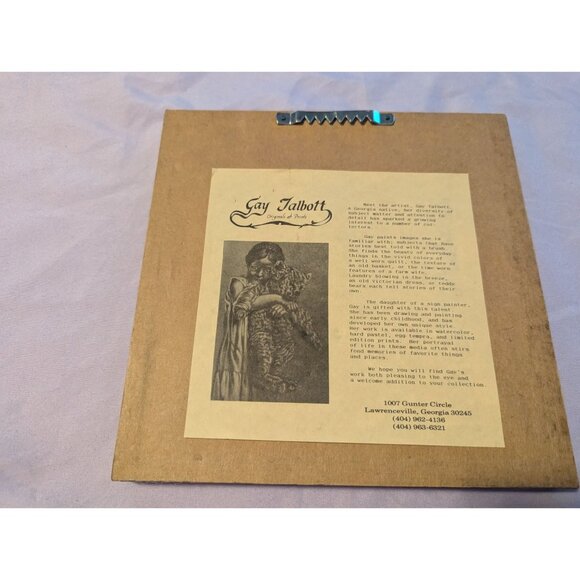 Gay Talbott
Originals & Prints
Meet the artist, Gay Talbott.
A Georgia native, her diversity of
subject matter and attention to
detail has sparked a growing
interest to a number of col-
lectors.
Gay paints images she is
familiar with; subjects that have
stories best told with a brush.
She finds the beauty of everyday
things in the vivid colors of
a well worn quilt, the texture of
an old basket, or the time worn
features of a farm wife.
Laundry blowing in the breeze,
an old victorian dress, or teddy
bears each tell stories of their
own.
The daughter of a sign painter,
Gay is gifted with this talent
She has been drawing and painting
since early childhood, and has
developed her own unique style.
Her work is available in watercolor,
hard pastel, egg tempra, and limited
edition prints. Her portrayal
of life in these media often stirs
fond memories of favorite things
and places.
We hope you will find Gay's
work both pleasing to the eye and
a welcome addition to your collection
1007 Gunter Circle
Lawrenceville, Georgia 30245
(404) 962-4136
(404) 963-6321